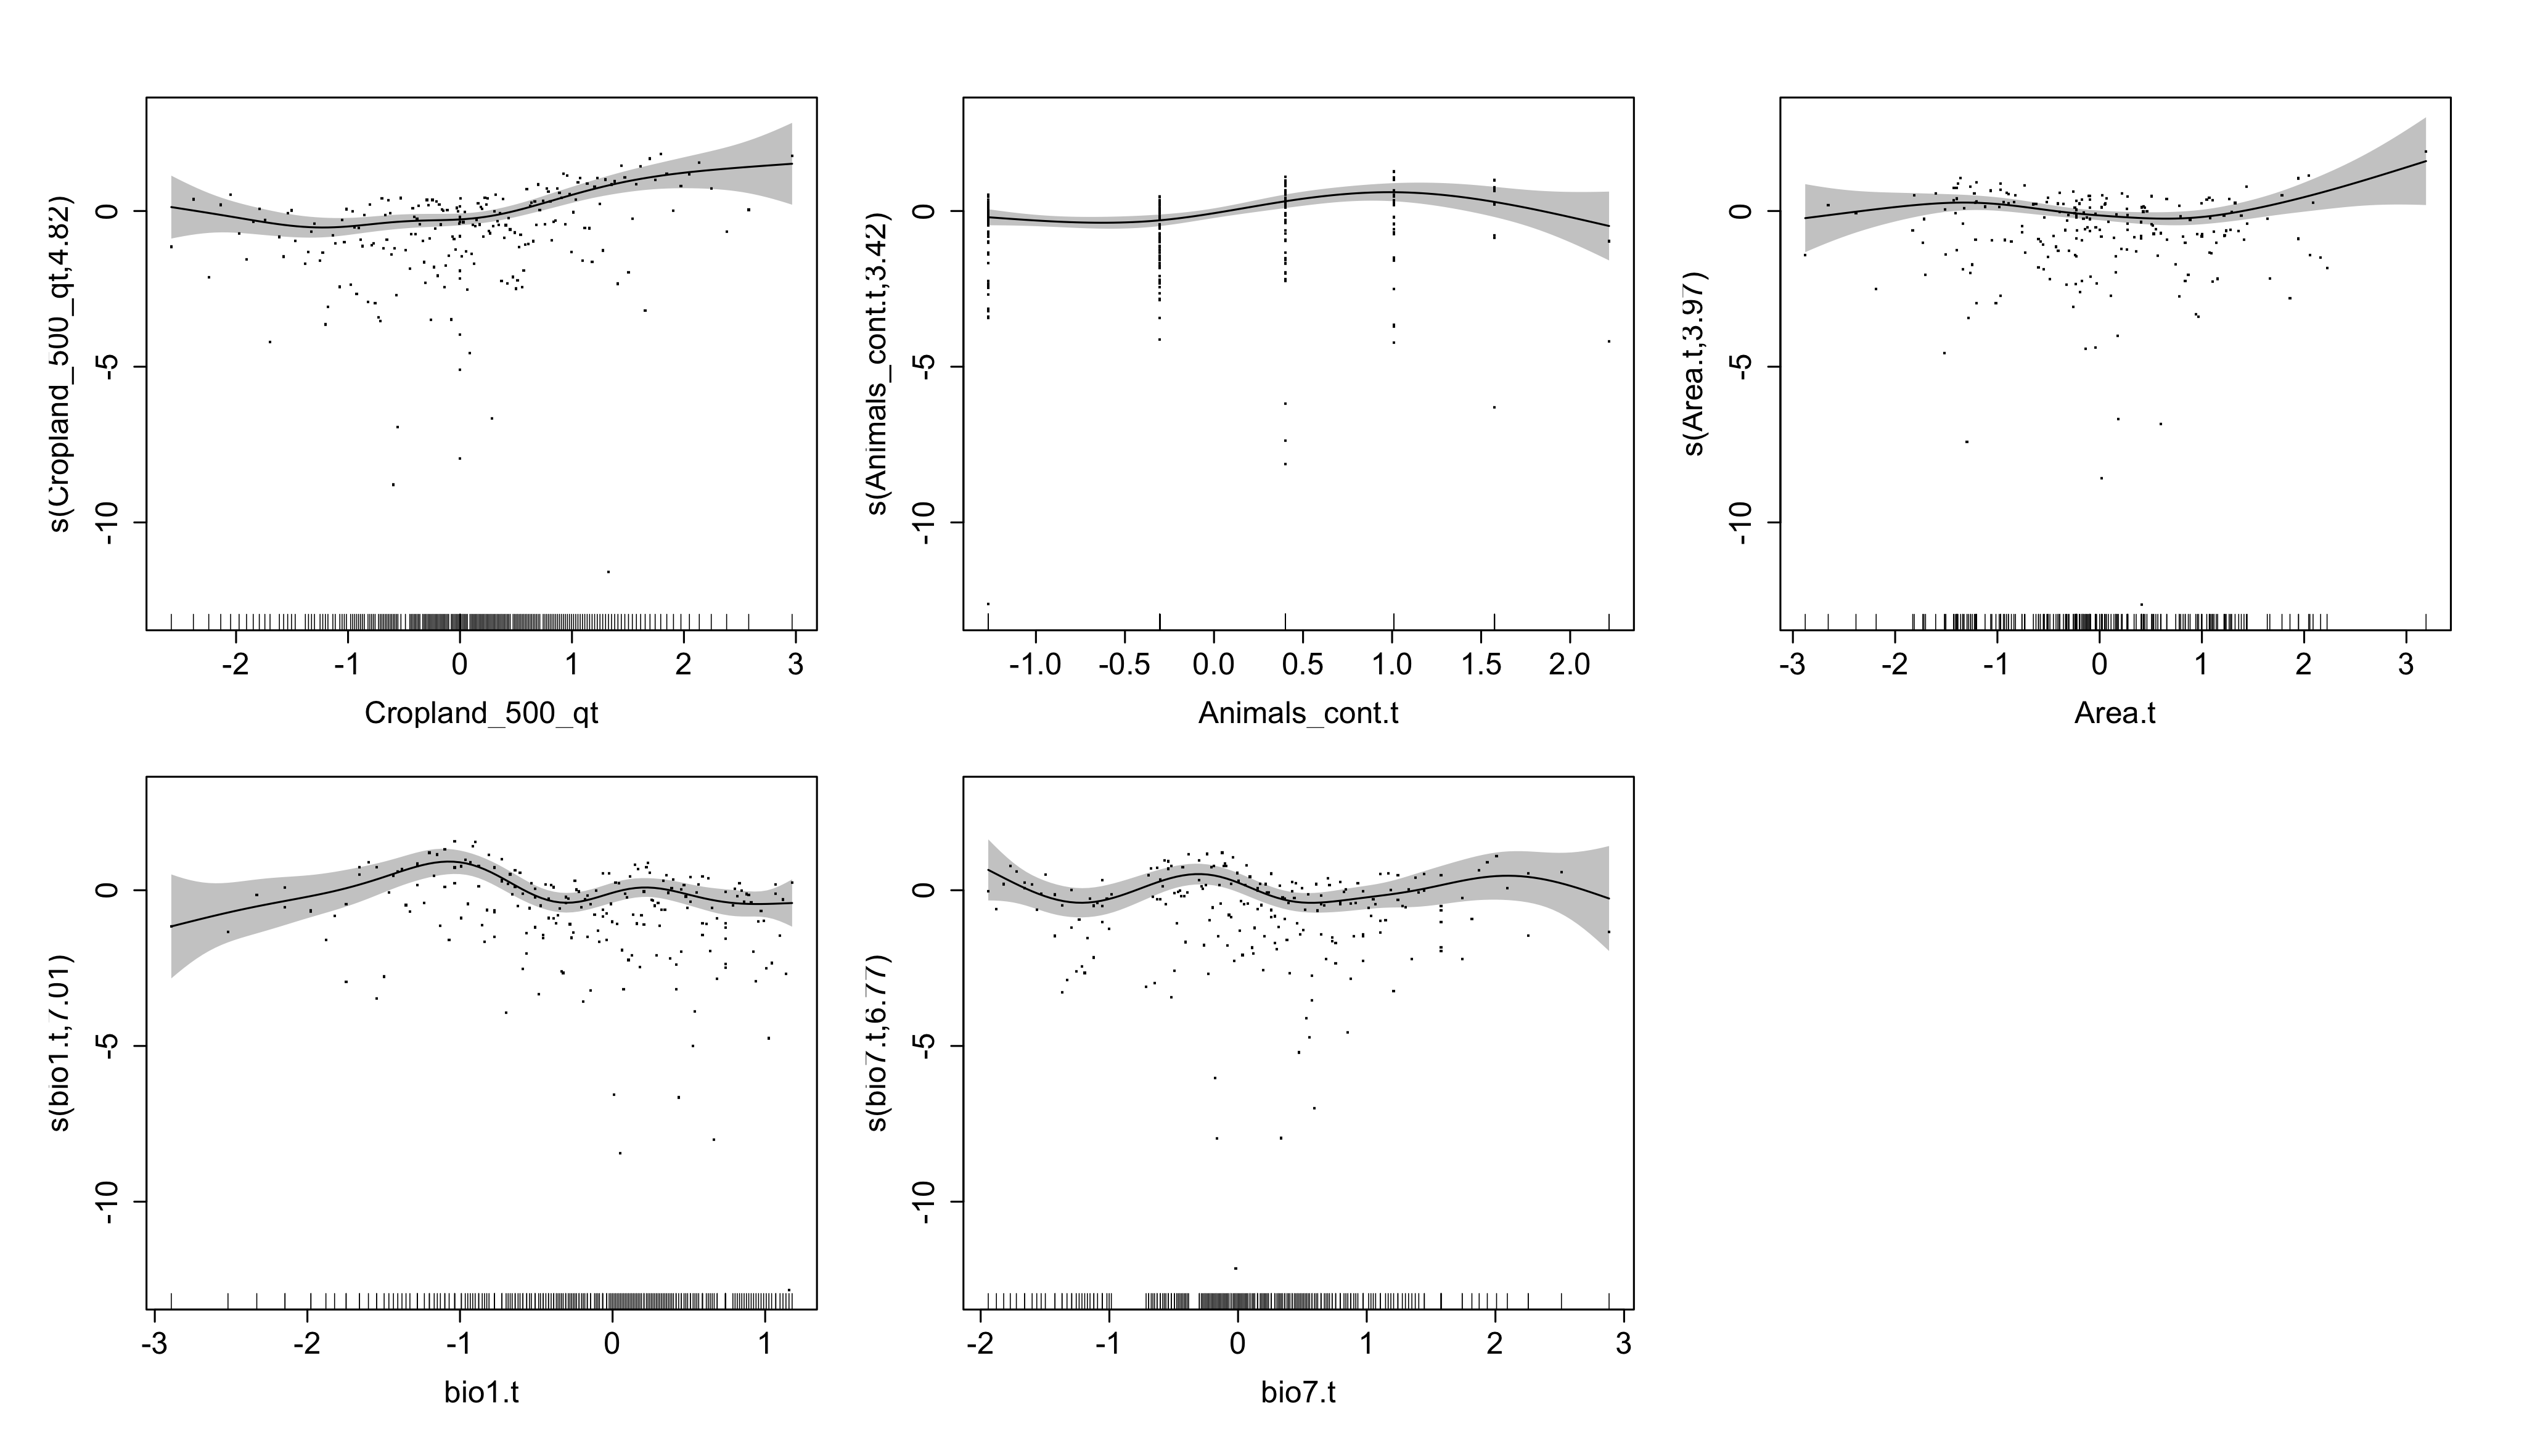 s(Cropland_500_qt,4.82)
0
-5
-10
-2 -1 0 1 2 3
Cropland_500_qt
s(Animals_cont.t,3.42)
0
-5
-10
-1.0 -0.5 0.0 0.5 1.0 1.5 2.0
Animals_cont.t
s(Area.t,3.97)
0
-5
-10
-3 -2 -1 0 1 2 3
Area.t
s(bio1.t,7.01)
0
-5
-10
-3 -2 -1 0 1
bio1.t
s(bio7.t,6.77)
0
-5
-10
-2 -1 0 1 2 3
bio7.t